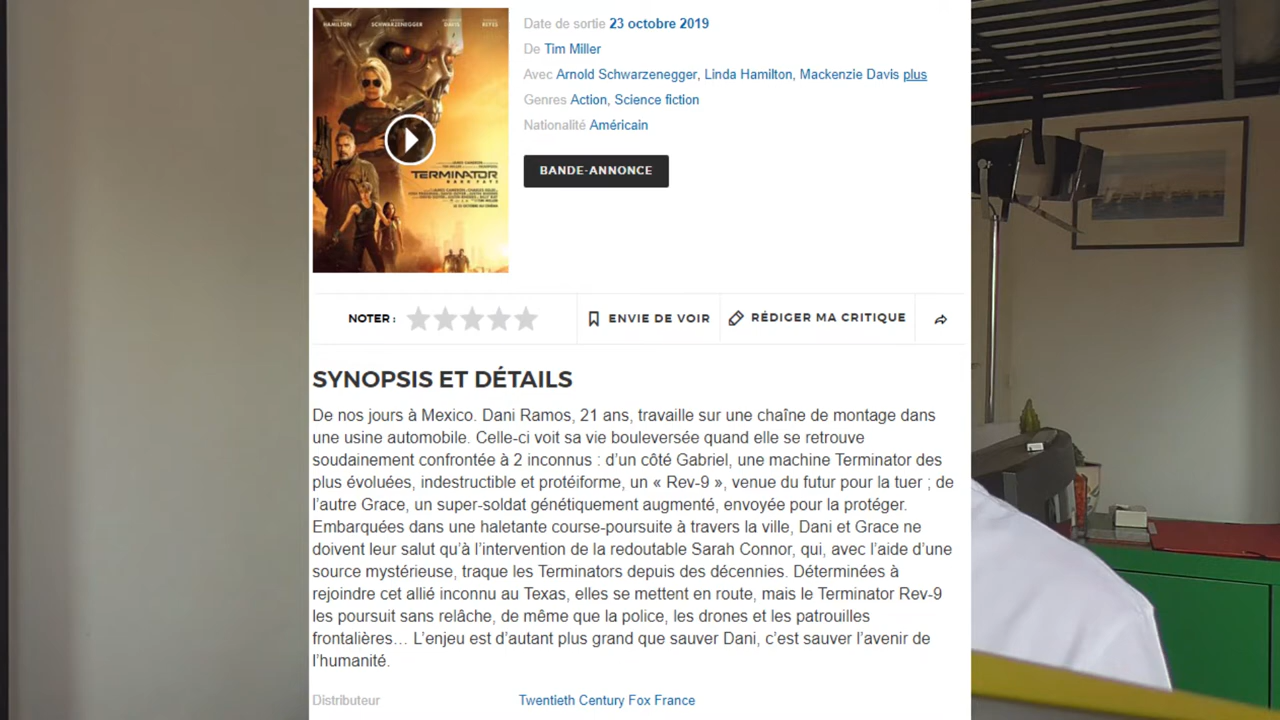 HAMILTON SCHWARZENEGGER DAVIS REYES
TERMINATOR
DARK FATE
Date de sortie 23 octobre 2019
De Tim Miller
Avec Arnold Schwarzenegger, Linda Hamilton, Mackenzie Davis plus
Genres Action, Science fiction
Nationalité Américain
BANDE-ANNONCE
NOTER :
ENVIE DE VOIR
RÉDIGER MA CRITIQUE
SYNOPSIS ET DÉTAILS
De nos jours à Mexico. Dani Ramos, 21 ans, travaille sur une chaîne de montage dans
une usine automobile. Celle-ci voit sa vie bouleversée quand elle se retrouve
soudainement confrontée à 2 inconnus : d’un côté Gabriel, une machine Terminator des
plus évoluées, indestructible et protéiforme, un « Rev-9 », venue du futur pour la tuer ; de
l’autre Grace, un super-soldat génétiquement augmenté, envoyée pour la protéger.
Embarquées dans une haletante course-poursuite à travers la ville, Dani et Grace ne
doivent leur salut qu’à l’intervention de la redoutable Sarah Connor, qui, avec l’aide d’une
source mystérieuse, traque les Terminators depuis des décennies. Déterminées à
rejoindre cet allié inconnu au Texas, elles se mettent en route, mais le Terminator Rev-9
les poursuit sans relâche, de même que la police, les drones et les patrouilles
frontalières… L’enjeu est d’autant plus grand que sauver Dani, c’est sauver l’avenir de
l’humanité.
Distributeur Twentieth Century Fox France